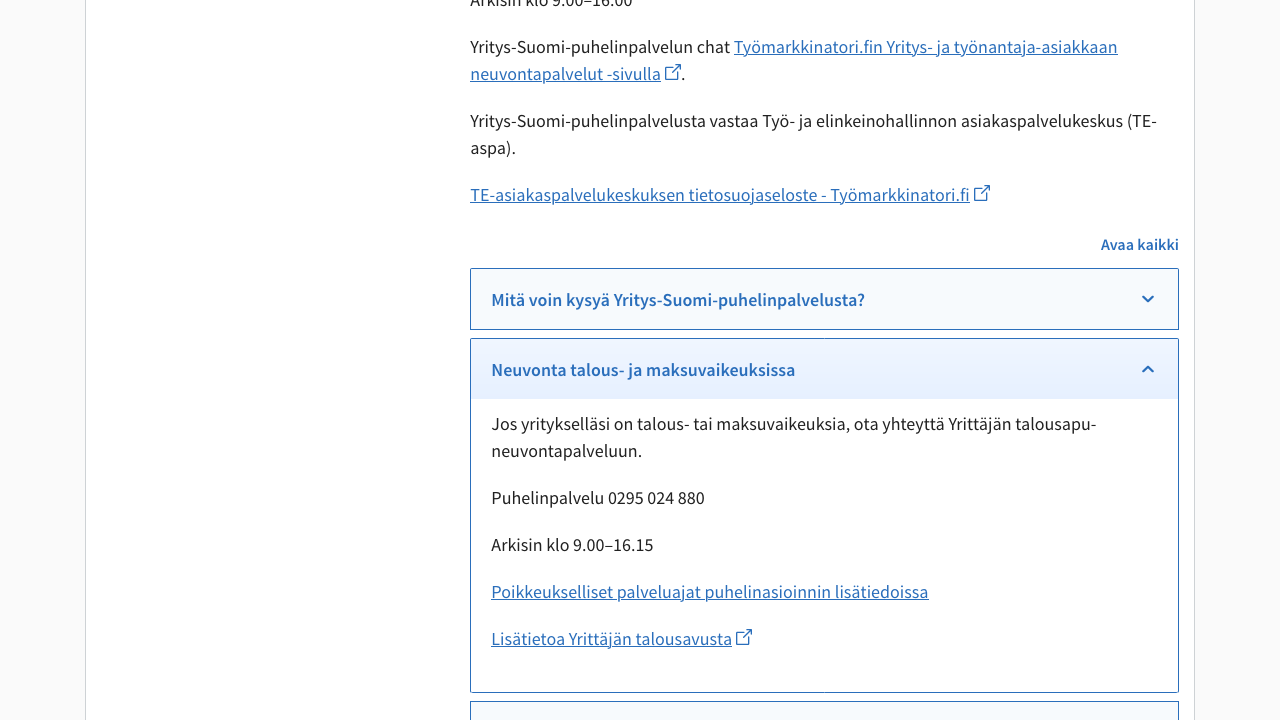 Arkisin klo 9.00–16.00
Yritys-Suomi-puhelinpalvelun chat Työmarkkinatori.fin Yritys- ja työnantaja-asiakkaan
neuvontapalvelut -sivulla.
Yritys-Suomi-puhelinpalvelusta vastaa Työ- ja elinkeinohallinnon asiakaspalvelukeskus (TE-
aspa).
TE-asiakaspalvelukeskuksen tietosuojaseloste - Työmarkkinatori.fi
Avaa kaikki
Mitä voin kysyä Yritys-Suomi-puhelinpalvelusta?
Neuvonta talous- ja maksuvaikeuksissa
Jos yritykselläsi on talous- tai maksuvaikeuksia, ota yhteyttä Yrittäjän talousapu-
neuvontapalveluun.
Puhelinpalvelu 0295 024 880
Arkisin klo 9.00–16.15
Poikkeukselliset palveluajat puhelinasioinnin lisätiedoissa
Lisätietoa Yrittäjän talousavusta